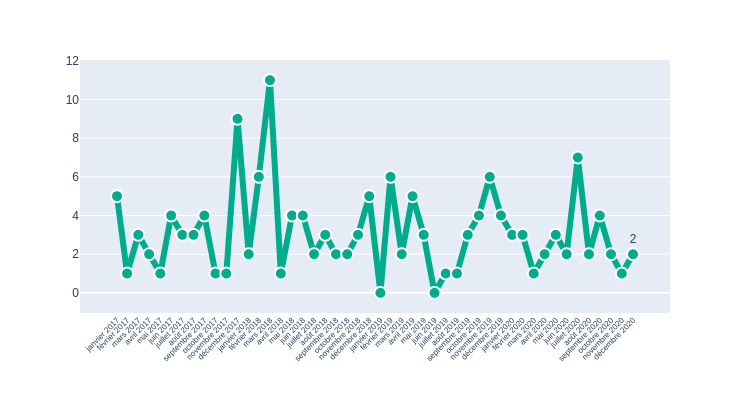 12
10
8
6
4
2
0
2
janvier 2017
février 2017
mars 2017
avril 2017
mai 2017
juin 2017
juillet 2017
août 2017
septembre 2017
octobre 2017
novembre 2017
décembre 2017
janvier 2018
février 2018
mars 2018
avril 2018
mai 2018
juin 2018
juillet 2018
août 2018
septembre 2018
octobre 2018
novembre 2018
décembre 2018
janvier 2019
février 2019
mars 2019
avril 2019
mai 2019
juin 2019
juillet 2019
août 2019
septembre 2019
octobre 2019
novembre 2019
décembre 2019
janvier 2020
février 2020
mars 2020
avril 2020
mai 2020
juin 2020
juillet 2020
août 2020
septembre 2020
octobre 2020
novembre 2020
décembre 2020